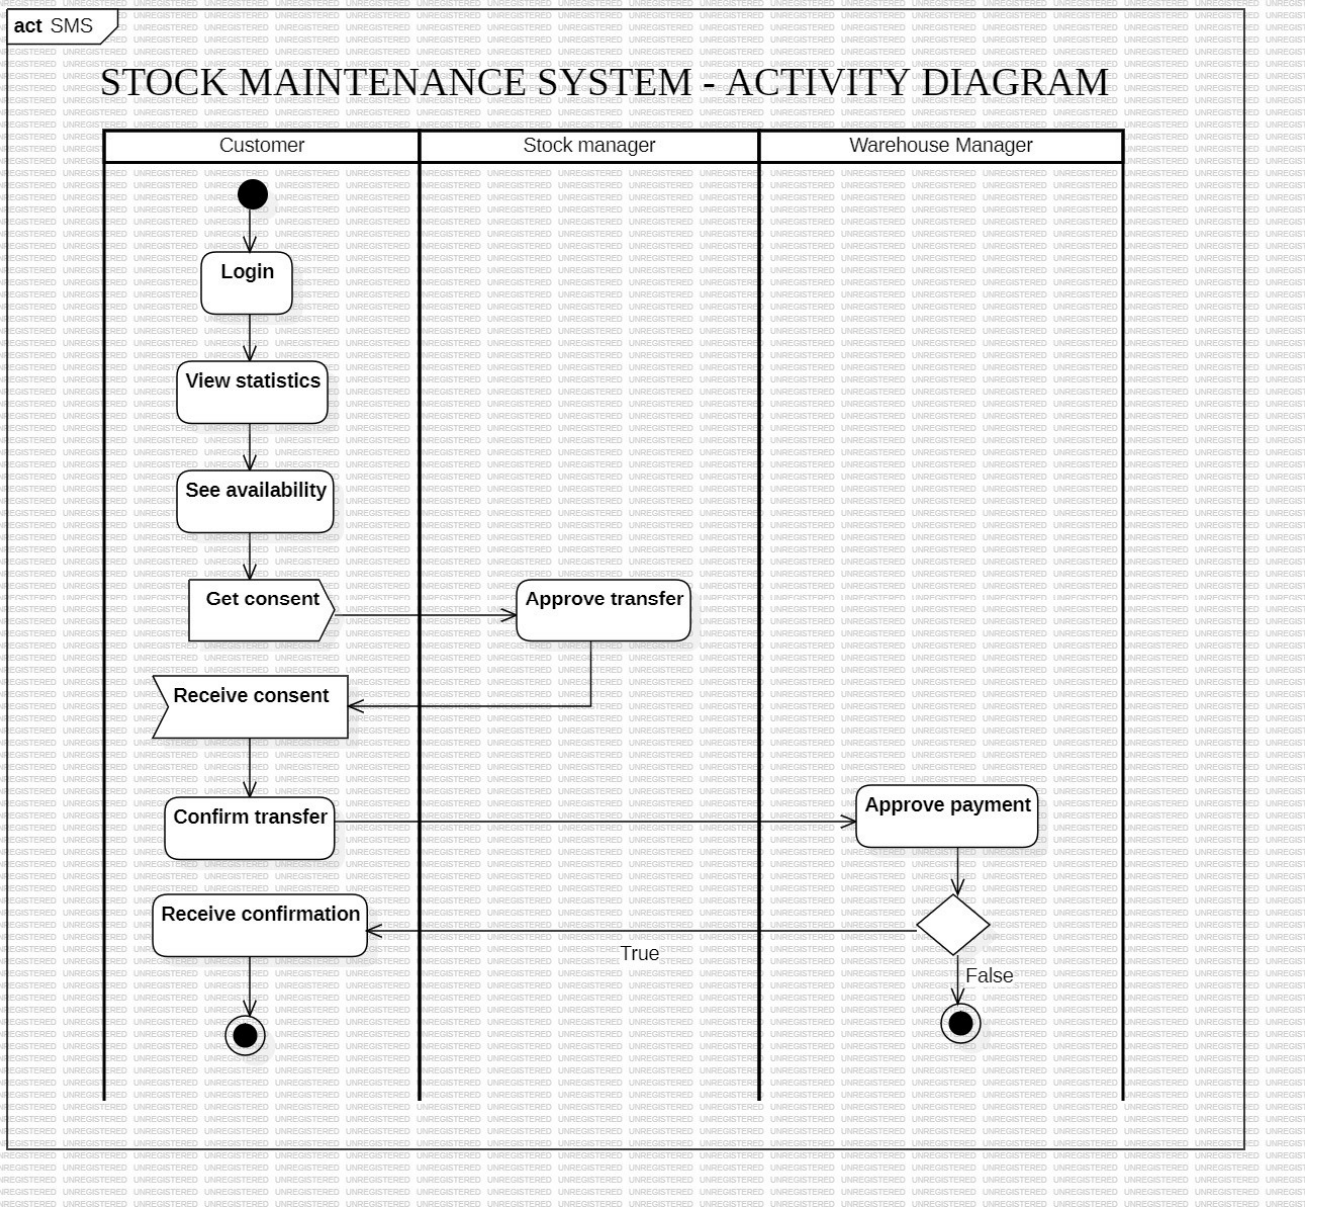 act SMS
STOCK MAINTENANCE SYSTEM - ACTIVITY DIAGRAM
Customer
Stock manager
Warehouse Manager
Login
View statistics
See availability
Get consent
Approve transfer
Receive consent
Confirm transfer
Approve payment
Receive confirmation
True
False
UNREGISTERED